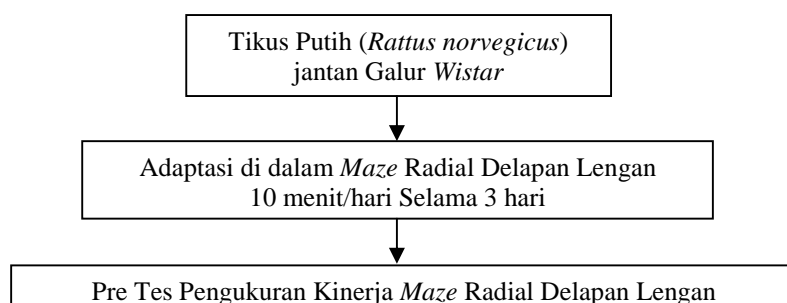 Tikus Putih (Rattus norvegicus)
jantan Galur Wistar
Adaptasi di dalam Maze Radial Delapan Lengan
10 menit/hari Selama 3 hari
Pre Tes Pengukuran Kinerja Maze Radial Delapan Lengan